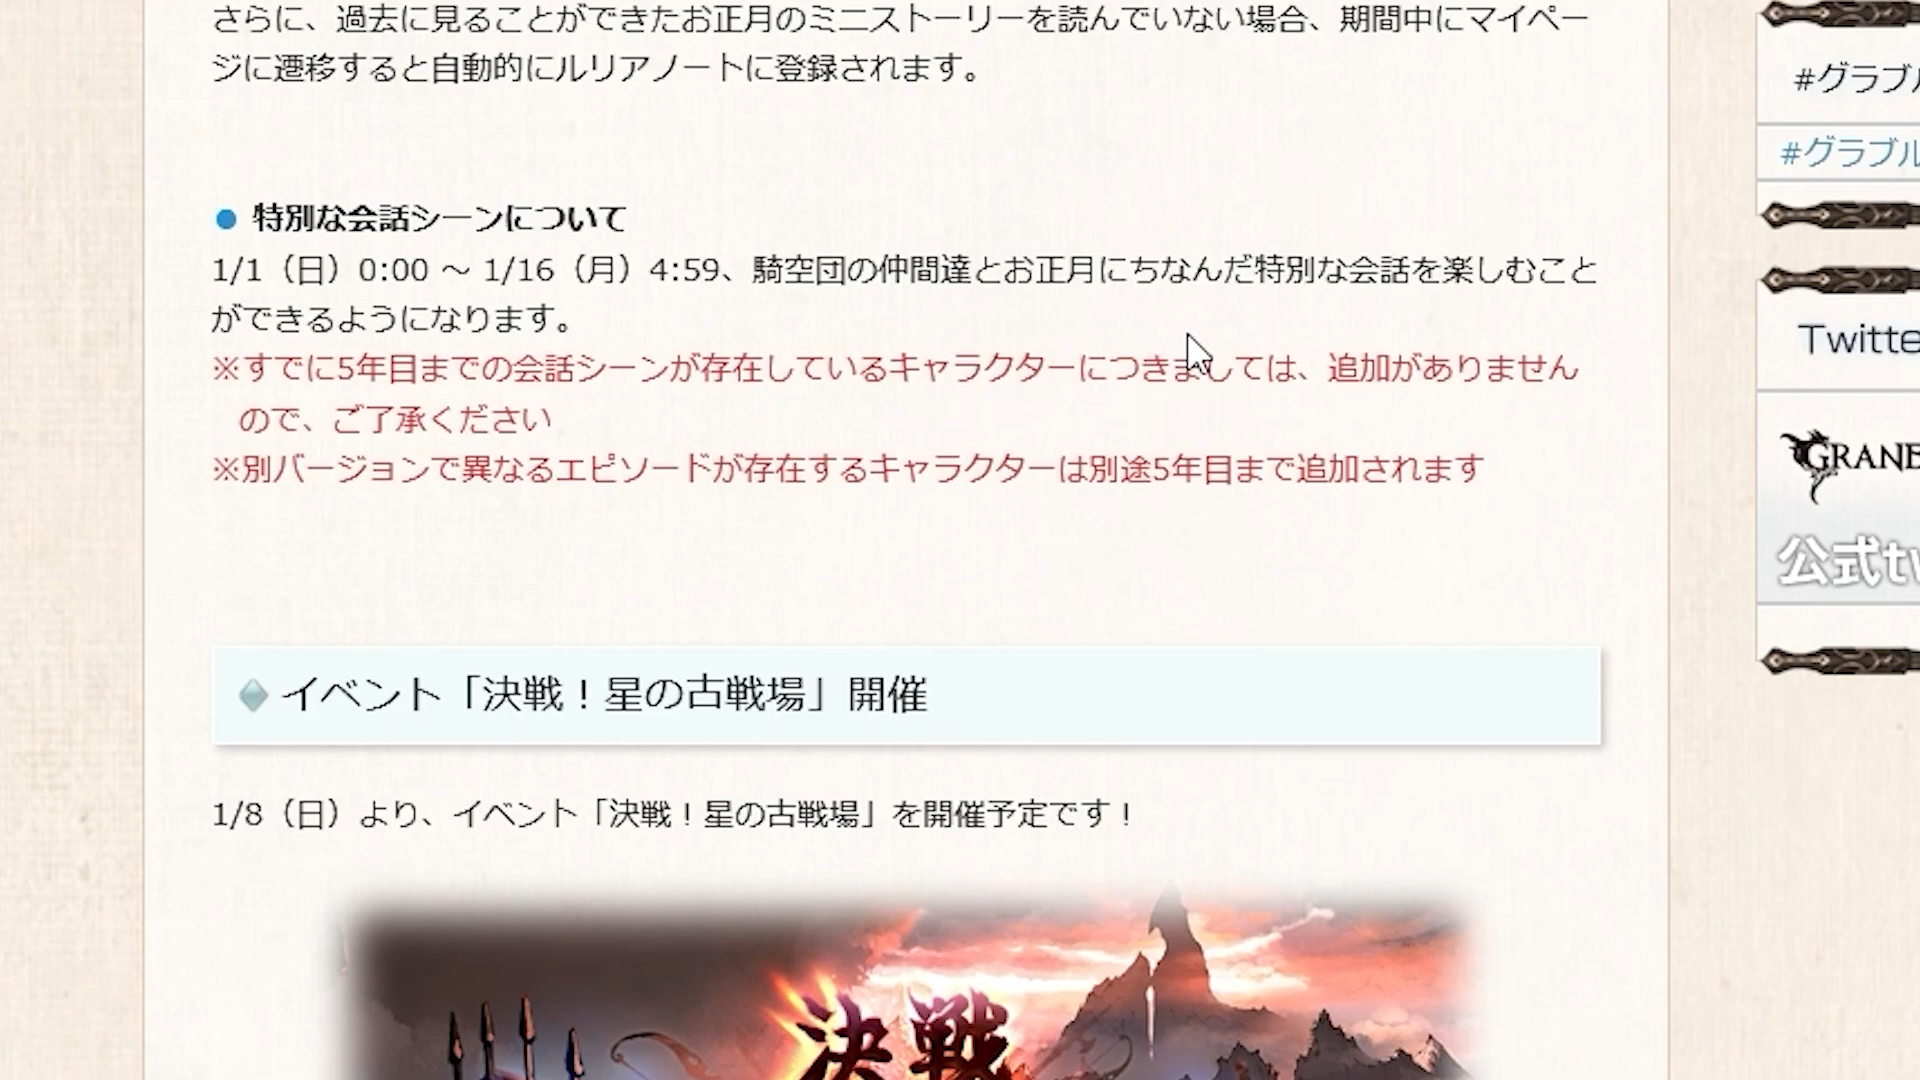 さらに、過去に見ることができたお正月のミニストーリーを読んでいない場合、期間中にマイペー
ジに遷移すると自動的にルリアノートに登録されます。
● 特別な会話シーンについて
1/1（日）0:00 ～ 1/16（月）4:59、騎空団の仲間達とお正月にちなんだ特別な会話を楽しむこと
ができるようになります。
※すでに5年目までの会話シーンが存在しているキャラクターにつきましては、追加がありません
ので、ご了承ください
※別バージョンで異なるエピソードが存在するキャラクターは別途5年目まで追加されます
イベント「決戦！星の古戦場」開催
1/8（日）より、イベント「決戦！星の古戦場」を開催予定です！
決戦
#グラブル
#グラブル
Twitte
GRANB
公式tw